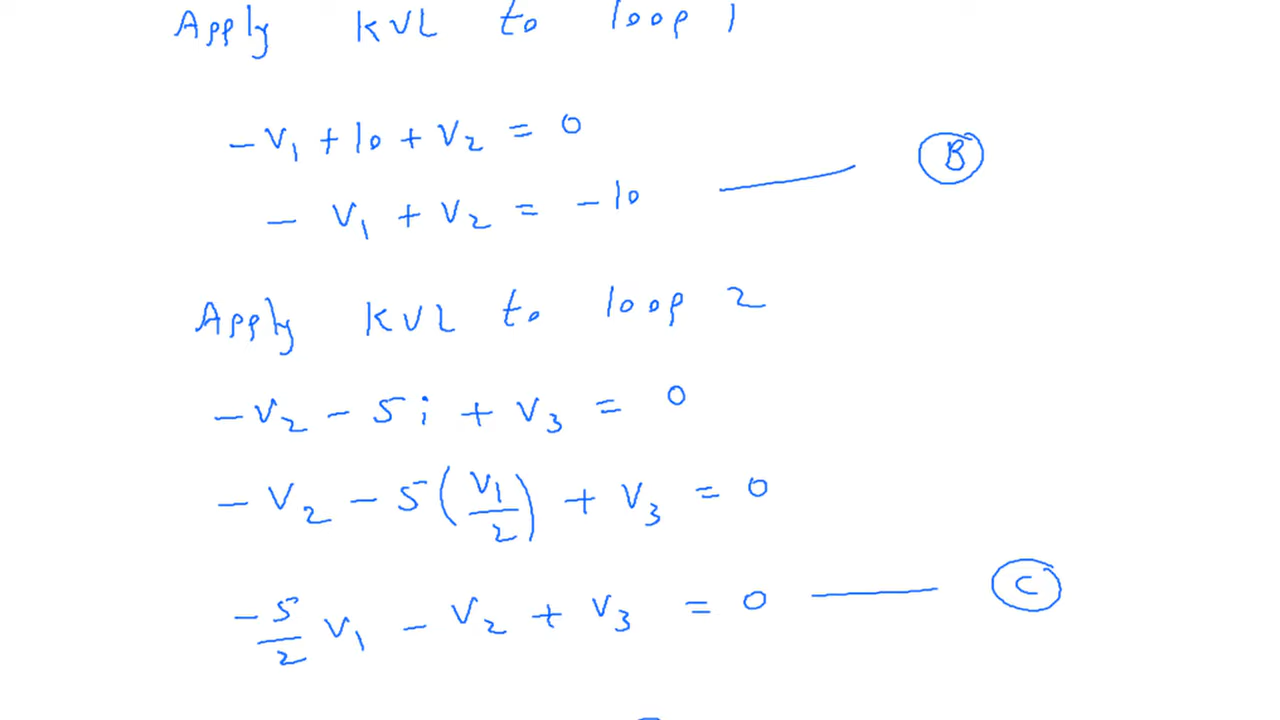 Apply KVL to loop 1
-V₁ + 10 + V₂ = 0
- V₁ + V₂ = -10 —— Ⓑ
Apply KVL to loop 2
-V₂ - 5i + V₃ = 0
- V₂ - 5(V₁/2) + V₃ = 0
-5/2 V₁ - V₂ + V₃ = 0 —— Ⓒ